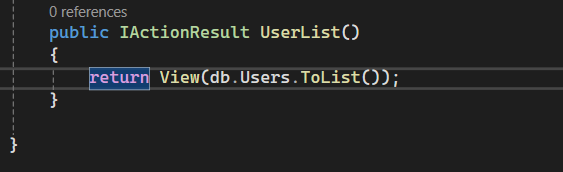 0 references
public IActionResult UserList()
{
return View(db.Users.ToList());
}
}